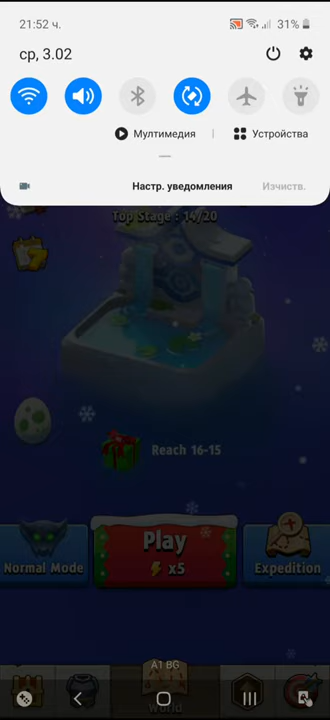 21:52 ч.
31%
ср, 3.02
Мултимедия
Устройства
Настр. уведомления
Изчиств.
Top Stage : 14/20
Reach 16-15
Normal Mode
Play
x5
Expedition
A1 BG
World